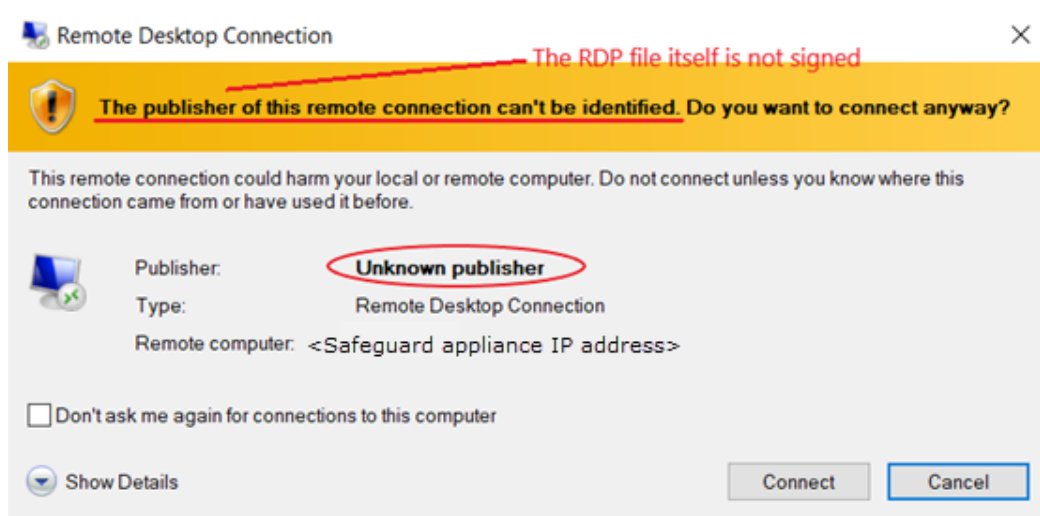 Remote Desktop Connection
The RDP file itself is not signed
The publisher of this remote connection can't be identified. Do you want to connect anyway?
This remote connection could harm your local or remote computer. Do not connect unless you know where this
connection came from or have used it before.
Publisher: Unknown publisher
Type: Remote Desktop Connection
Remote computer: <Safeguard appliance IP address>
Don't ask me again for connections to this computer
Show Details
Connect
Cancel